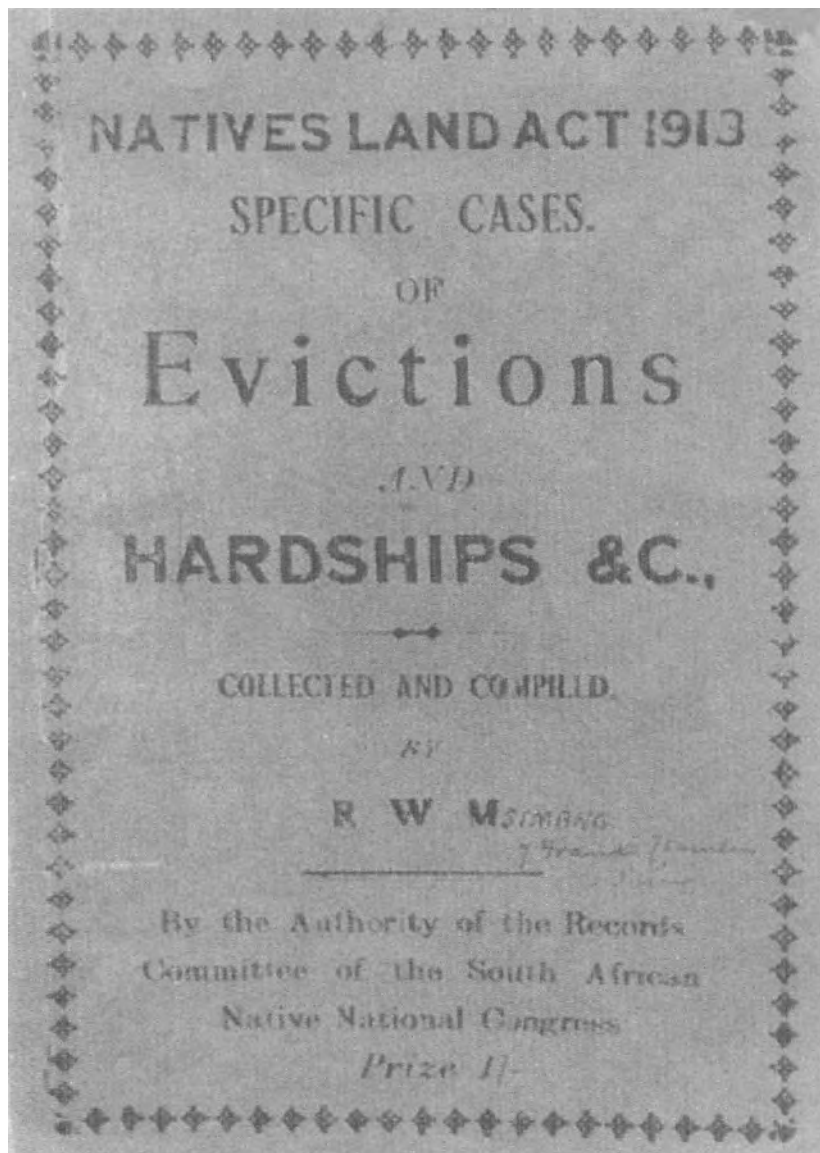 NATIVES LAND ACT 1913
SPECIFIC CASES.
OF
Evictions
AND
HARDSHIPS &C.,
COLLECTED AND COMPILED.
BY
R W MSIMANG
By the Authority of the Records
Committee of the South African
Native National Congress
Prize 1/-